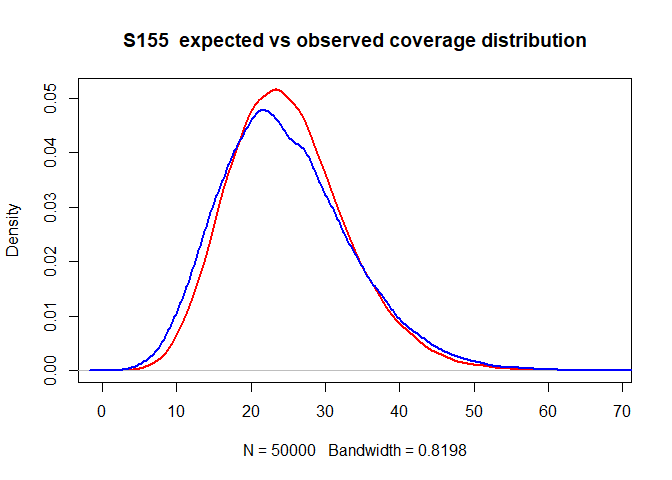 S155  expected vs observed coverage distribution
Density
0.05
0.04
0.03
0.02
0.01
0.00
0 10 20 30 40 50 60 70
N = 50000   Bandwidth = 0.8198